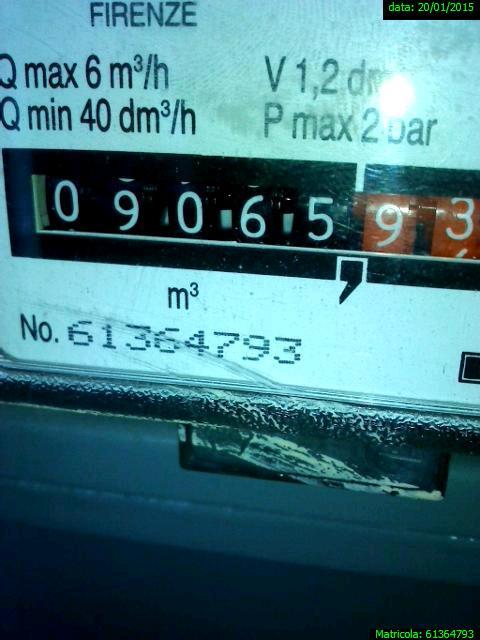 data: 20/01/2015
FIRENZE
Q max 6 m³/h
V 1,2 dm
Q min 40 dm³/h
P max 2 bar
0 9 0 6 5 9 3
,
m³
No. 61364793
Matricola: 61364793